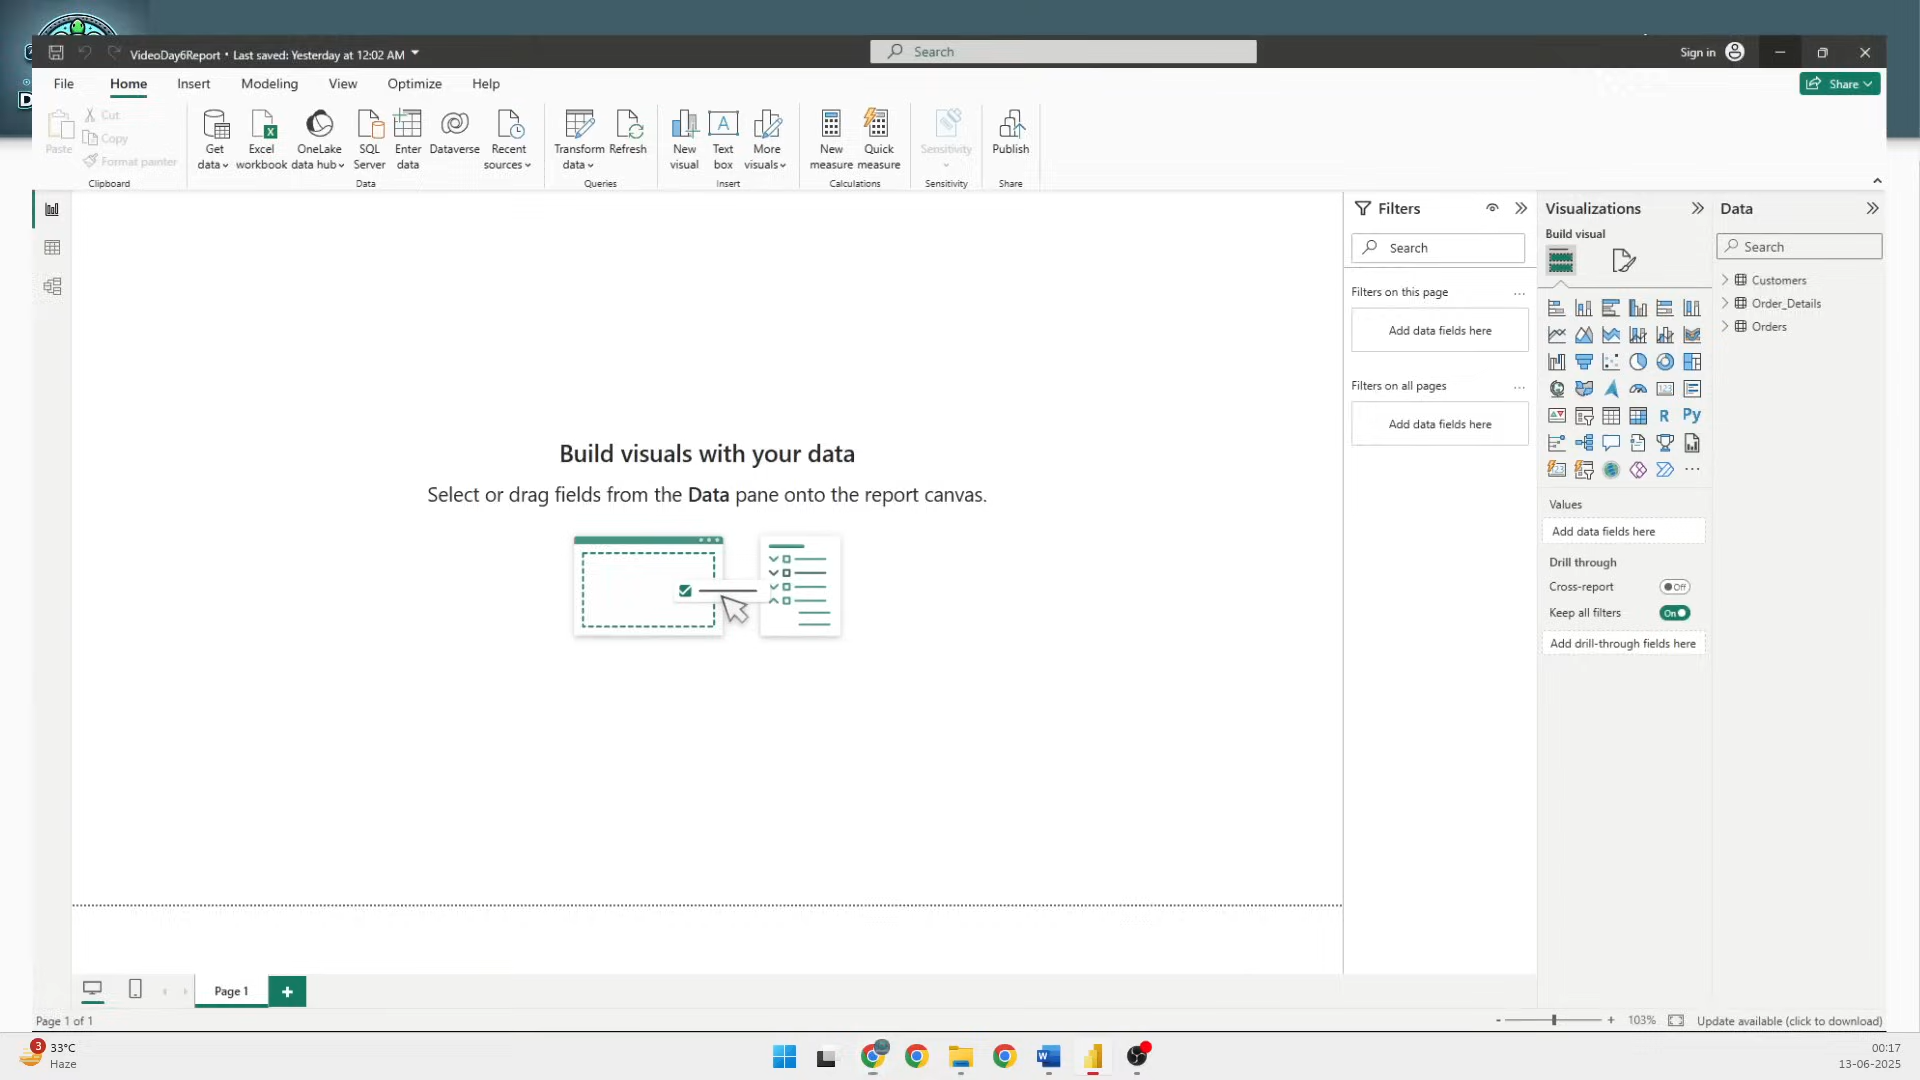 VideoDay6Report • Last saved: Yesterday at 12:02 AM
Search
Sign in
File
Home
Insert
Modeling
View
Optimize
Help
Share
Paste
Cut
Copy
Format painter
Clipboard
Get data
Excel workbook
OneLake data hub
SQL Server
Enter data
Dataverse
Recent sources
Data
Transform data
Refresh
Queries
New visual
Text box
More visuals
Insert
New measure
Quick measure
Calculations
Sensitivity
Sensitivity
Publish
Share
Build visuals with your data
Select or drag fields from the Data pane onto the report canvas.
Filters
Search
Filters on this page
...
Add data fields here
Filters on all pages
...
Add data fields here
Visualizations
Build visual
123
R
Py
123
...
Values
Add data fields here
Drill through
Cross-report
Off
Keep all filters
On
Add drill-through fields here
Data
Search
Customers
Order_Details
Orders
Page 1
+
Page 1 of 1
- + 103%
Update available (click to download)
3
33°C
Haze
00:17
13-06-2025